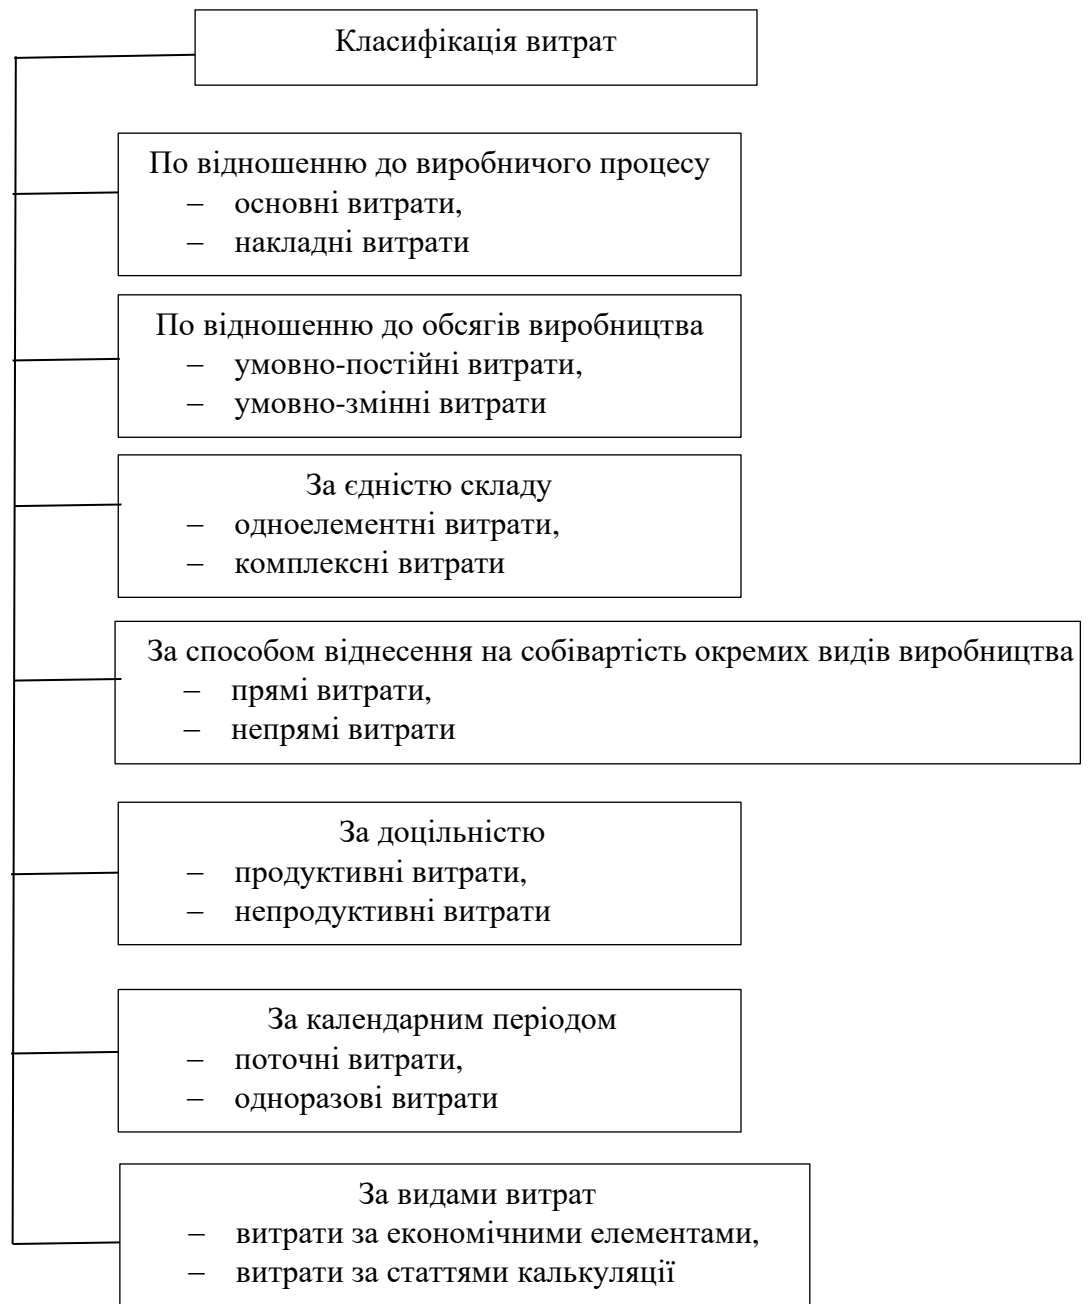 Класифікація витрат
По відношенню до виробничого процесу
– основні витрати,
– накладні витрати
По відношенню до обсягів виробництва
– умовно-постійні витрати,
– умовно-змінні витрати
За єдністю складу
– одноелементні витрати,
– комплексні витрати
За способом віднесення на собівартість окремих видів виробництва
– прямі витрати,
– непрямі витрати
За доцільністю
– продуктивні витрати,
– непродуктивні витрати
За календарним періодом
– поточні витрати,
– одноразові витрати
За видами витрат
– витрати за економічними елементами,
– витрати за статтями калькуляції